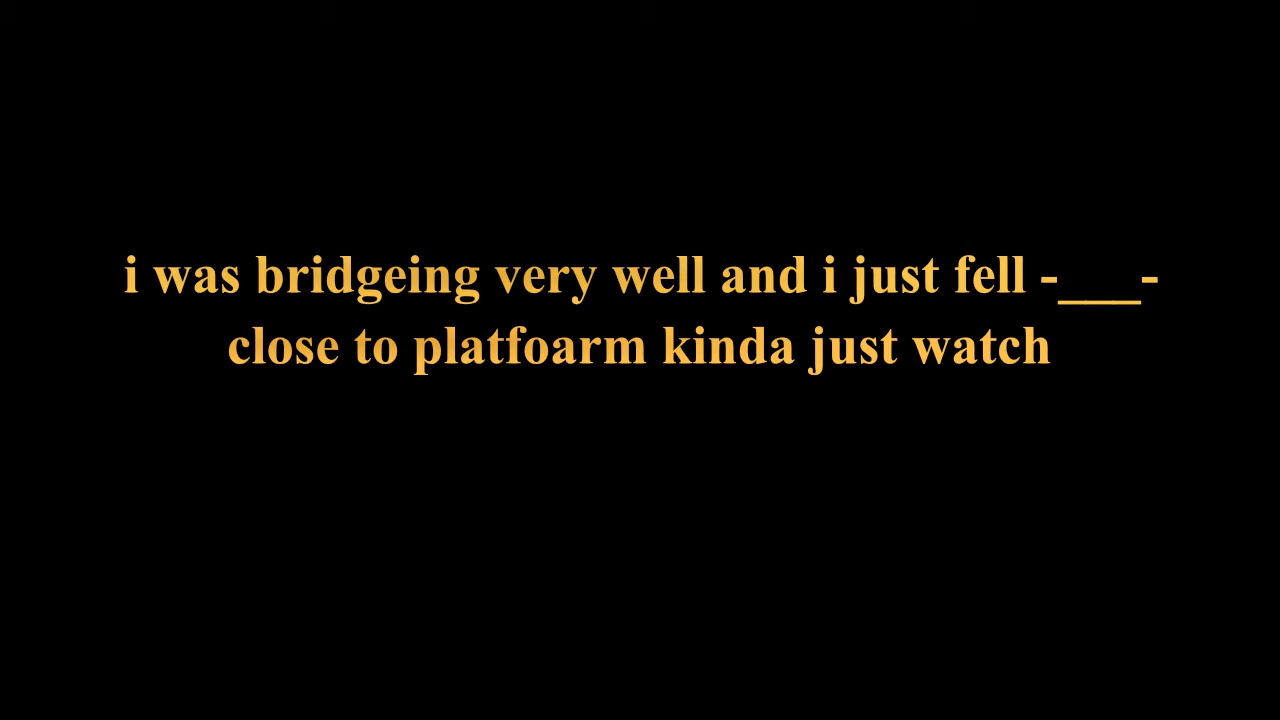 i was bridgeing very well and i just fell -___-
close to platfoarm kinda just watch